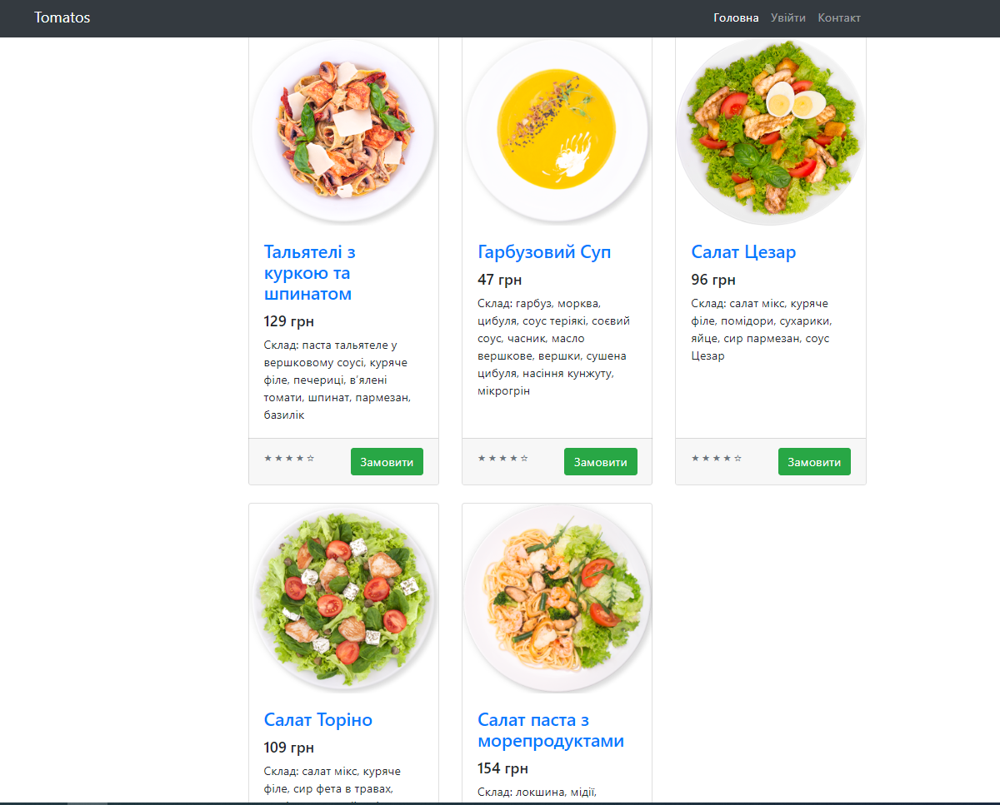 Tomatos
Головна Увійти Контакт
Тальятелі з
куркою та
шпинатом
129 грн
Склад: паста тальятеле у
вершковому соусі, куряче
філе, печериці, в’ялені
томати, шпинат, пармезан,
базилік
★ ★ ★ ★ ☆ Замовити
Гарбузовий Суп
47 грн
Склад: гарбуз, морква,
цибуля, соус теріякі, соєвий
соус, часник, масло
вершкове, вершки, сушена
цибуля, насіння кунжуту,
мікрогрін
★ ★ ★ ★ ☆ Замовити
Салат Цезар
96 грн
Склад: салат мікс, куряче
філе, помідори, сухарики,
яйце, сир пармезан, соус
Цезар
★ ★ ★ ★ ☆ Замовити
Салат Торіно
109 грн
Склад: салат мікс, куряче
філе, сир фета в травах,
Салат паста з
морепродуктами
154 грн
Склад: локшина, мідії,